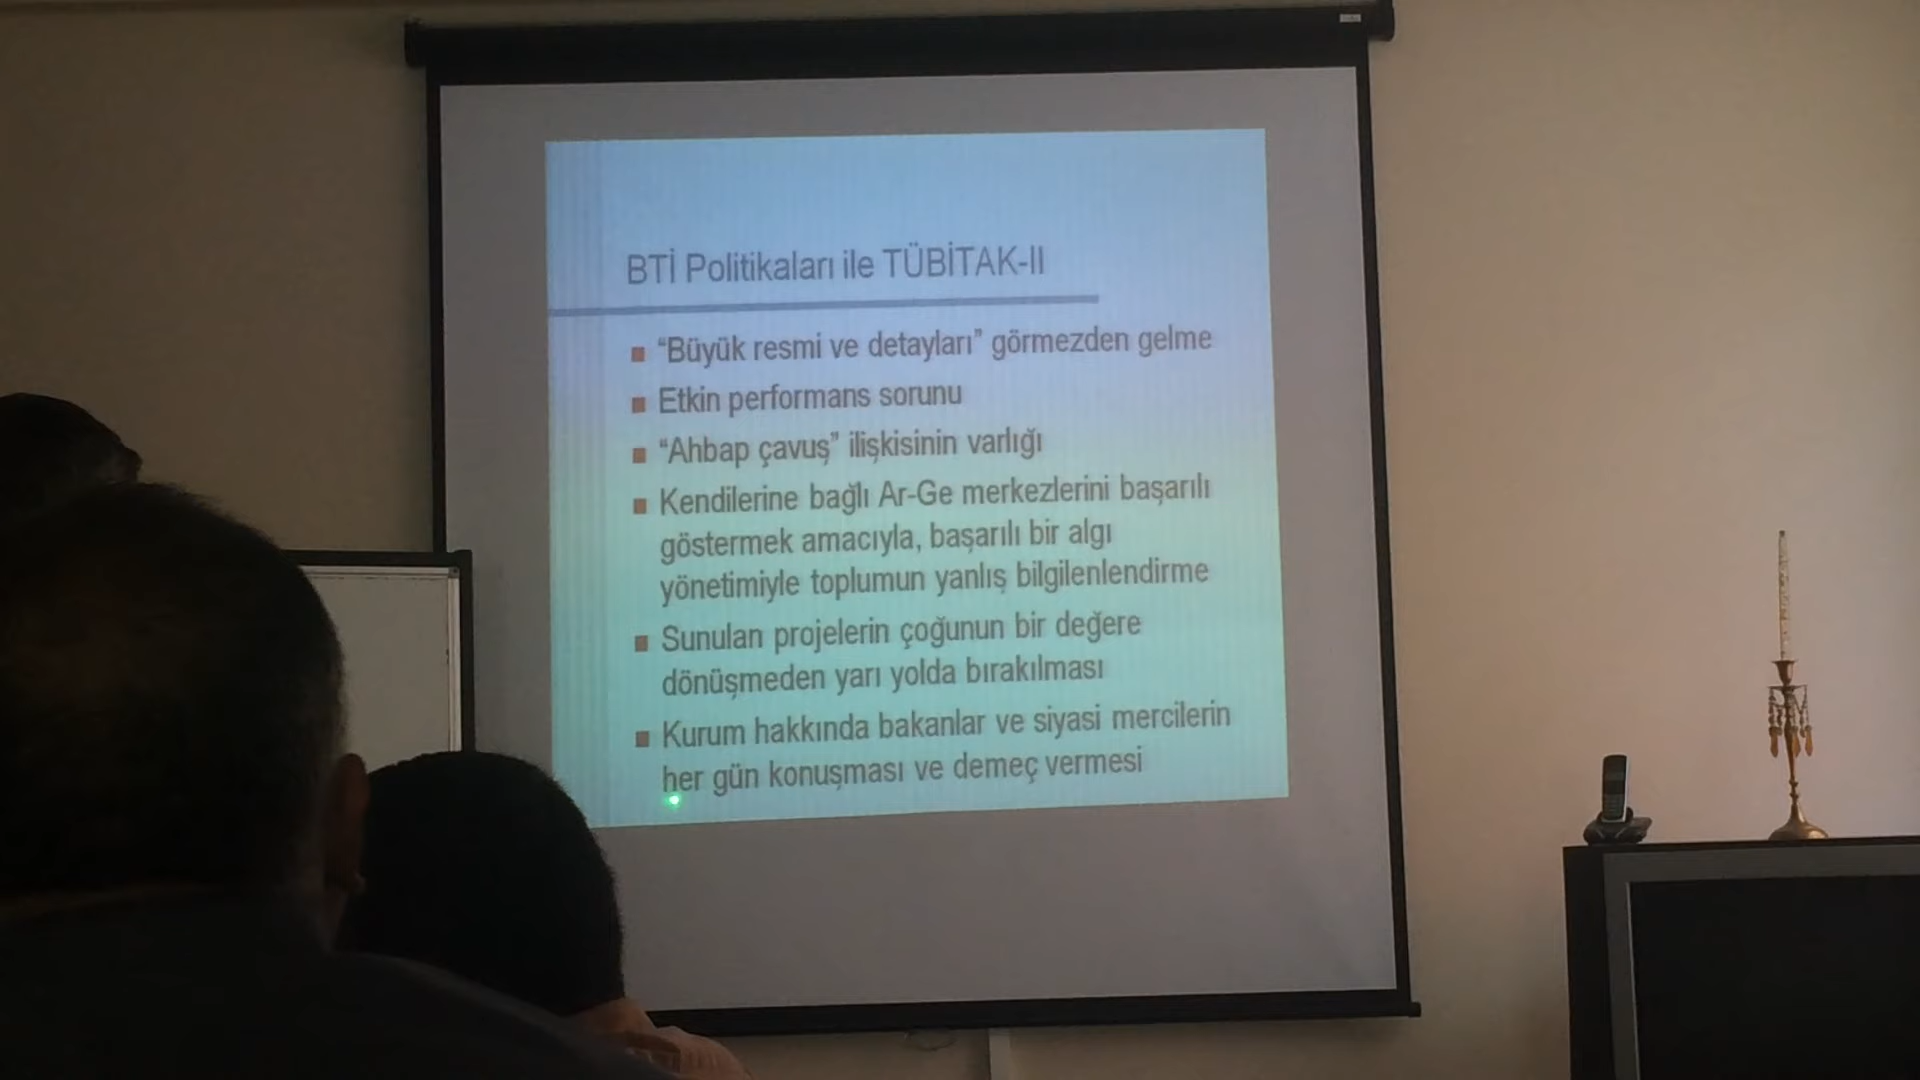 BTİ Politikaları ile TÜBİTAK-II
■ “Büyük resmi ve detayları” görmezden gelme
■ Etkin performans sorunu
■ “Ahbap çavuş” ilişkisinin varlığı
■ Kendilerine bağlı Ar-Ge merkezlerini başarılı
göstermek amacıyla, başarılı bir algı
yönetimiyle toplumun yanlış bilgilenlendirme
■ Sunulan projelerin çoğunun bir değere
dönüşmeden yarı yolda bırakılması
■ Kurum hakkında bakanlar ve siyasi mercilerin
her gün konuşması ve demeç vermesi